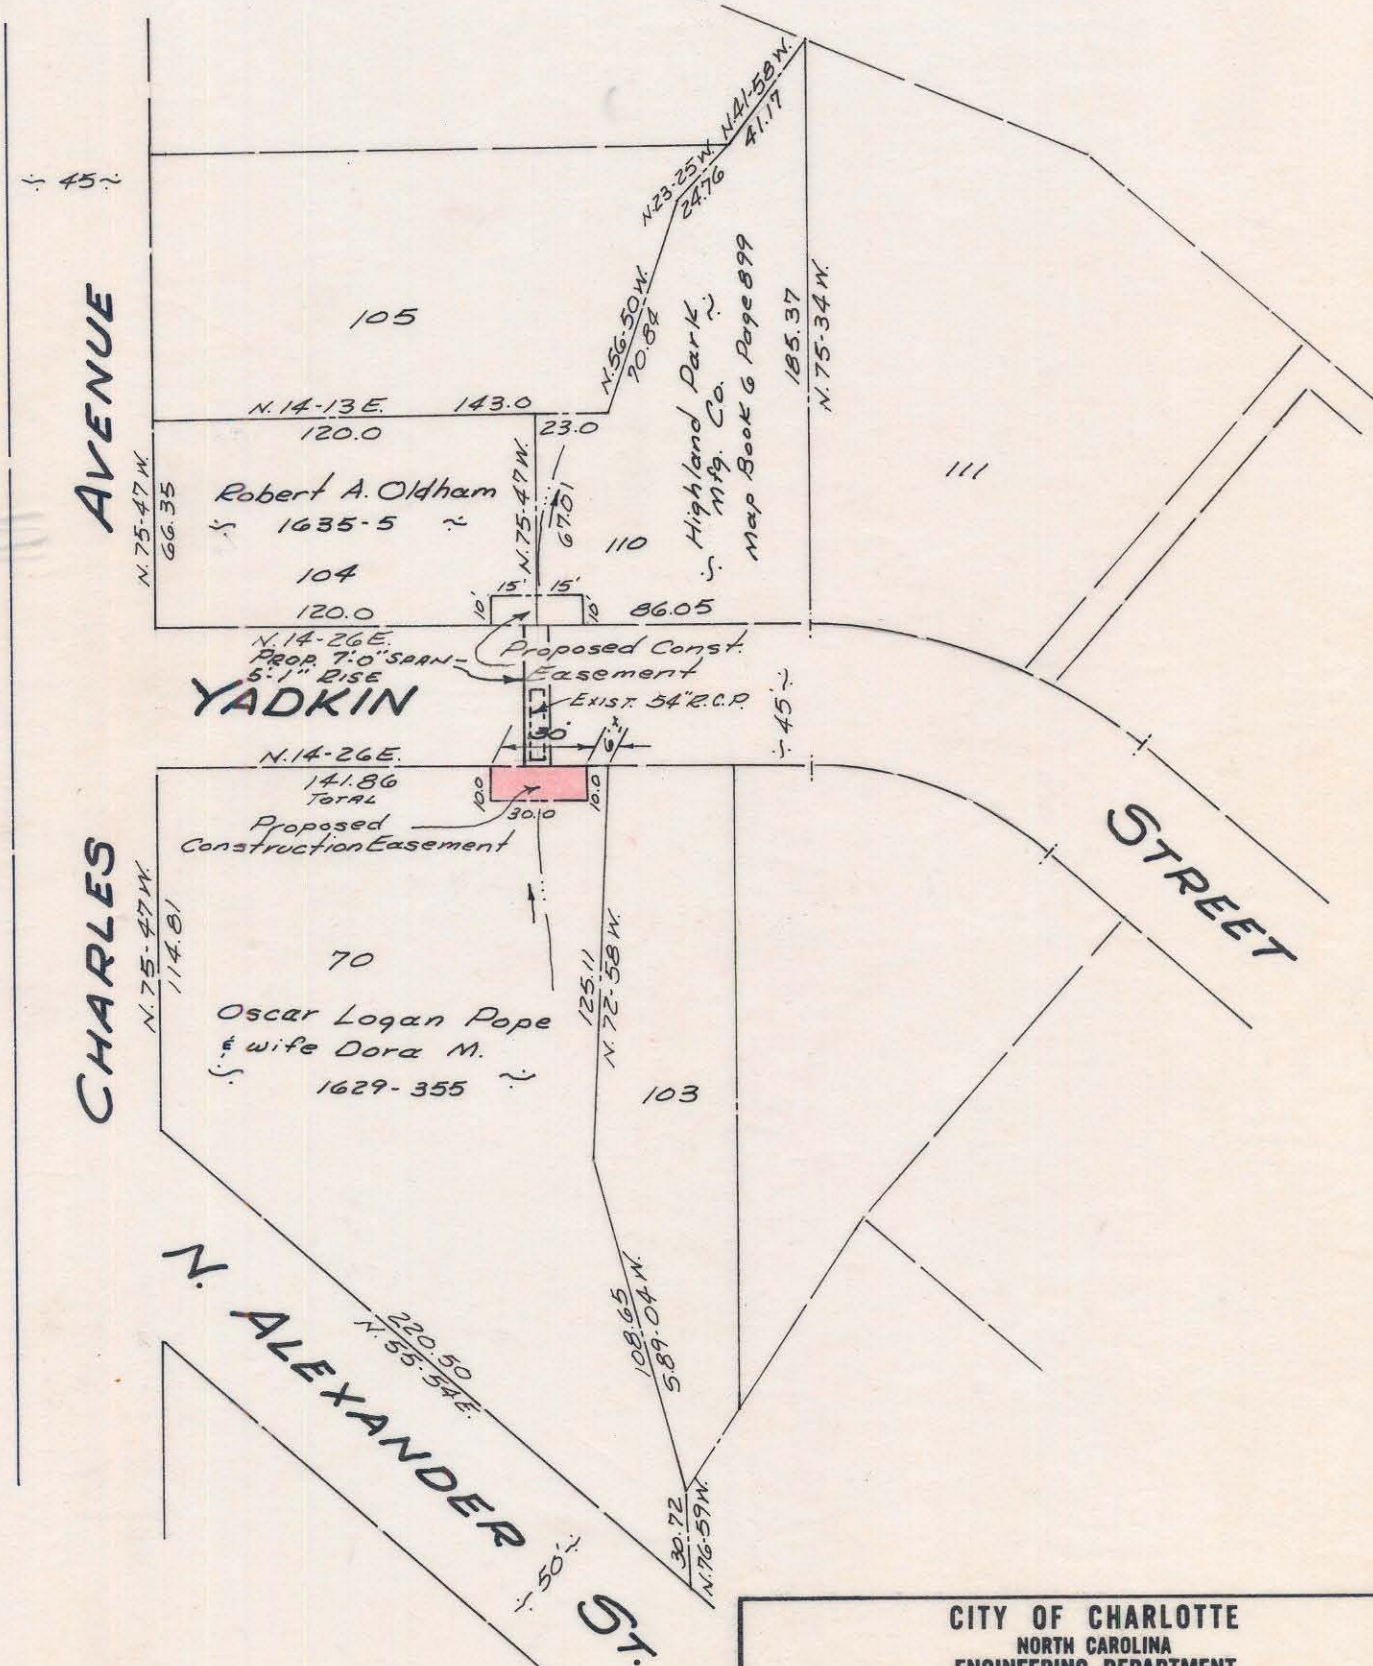 N.41-58W.
41.17
N.23-25W.
24.76
45
AVENUE
105
N.56-50W.
70.84
Highland Park
Mfg. Co.
Map Book 6 Page 899
185.37
N.75-34W.
N.14-13E. 143.0
120.0
23.0
N.75-47W.
66.35
Robert A. Oldham
1635-5
N.75-47W.
67.01
110
111
104
15' 15'
10'
10'
120.0
86.05
N.14-26E.
PROP. 7'-0" SPAN-
5'-1" RISE
Proposed Const.
Easement
YADKIN
EXIST. 54" R.C.P.
45'
30'
6'±
N.14-26E.
141.86
TOTAL
10.0
10.0
30.0
Proposed
Construction Easement
STREET
CHARLES
N.75-47W.
114.81
70
Oscar Logan Pope
& wife Dora M.
1629-355
125.11
N.72-58W.
103
N. ALEXANDER ST.
220.50
N.55-54E.
108.65
S.89-04W.
50'
30.72
N.76-59W.
CITY OF CHARLOTTE
NORTH CAROLINA
ENGINEERING DEPARTMENT